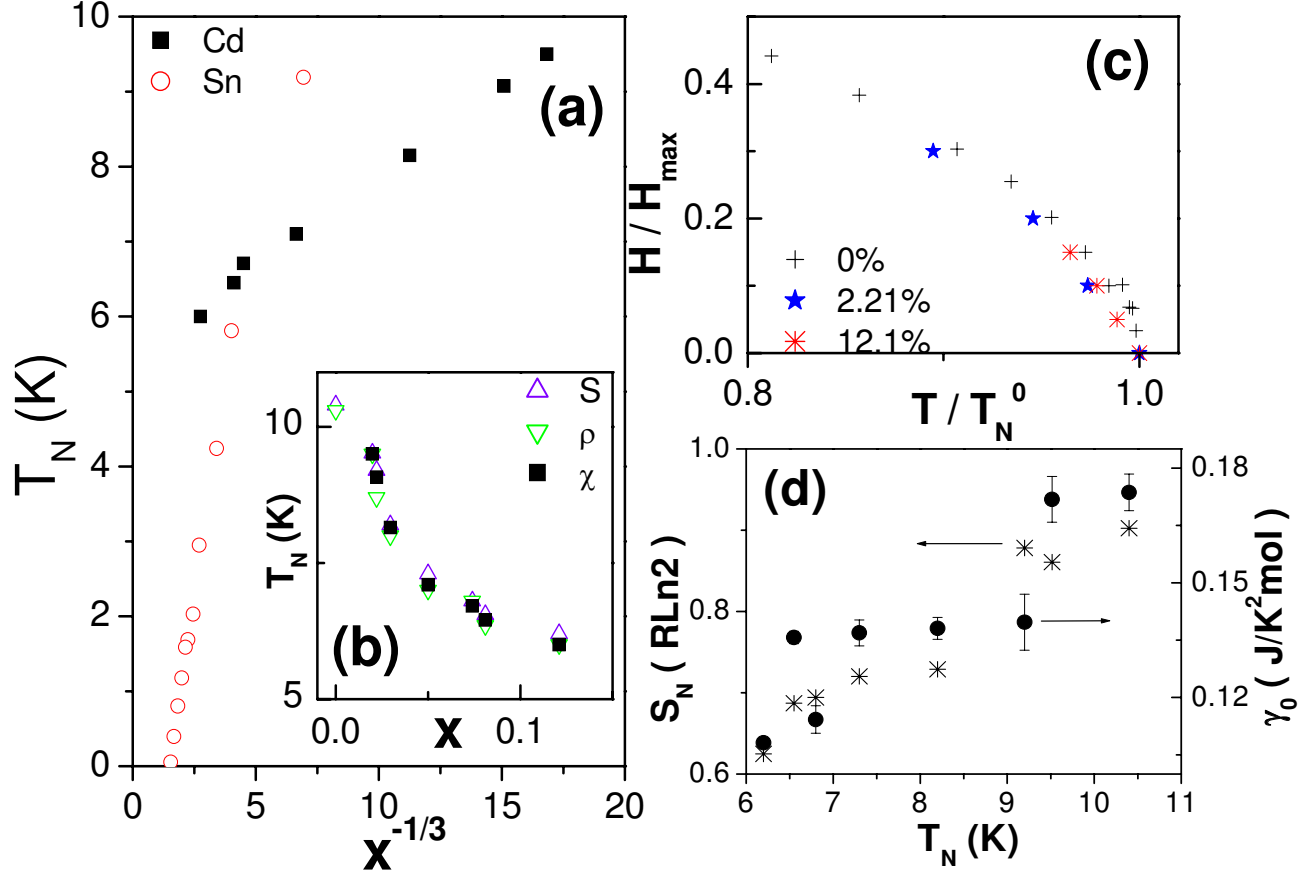 10
8
6
4
2
0
0
5
10
15
20
T_N (K)
x^{-1/3}
Cd
Sn
(a)
10
5
0.0
0.1
T_N (K)
x
S
ρ
χ
(b)
0.4
0.2
0.0
0.8
1.0
H / H_max
T / T_N^0
0%
2.21%
12.1%
(c)
1.0
0.8
0.6
6
7
8
9
10
11
0.18
0.15
0.12
S_N ( RLn2 )
T_N (K)
γ_0 ( J/K^2mol )
(d)